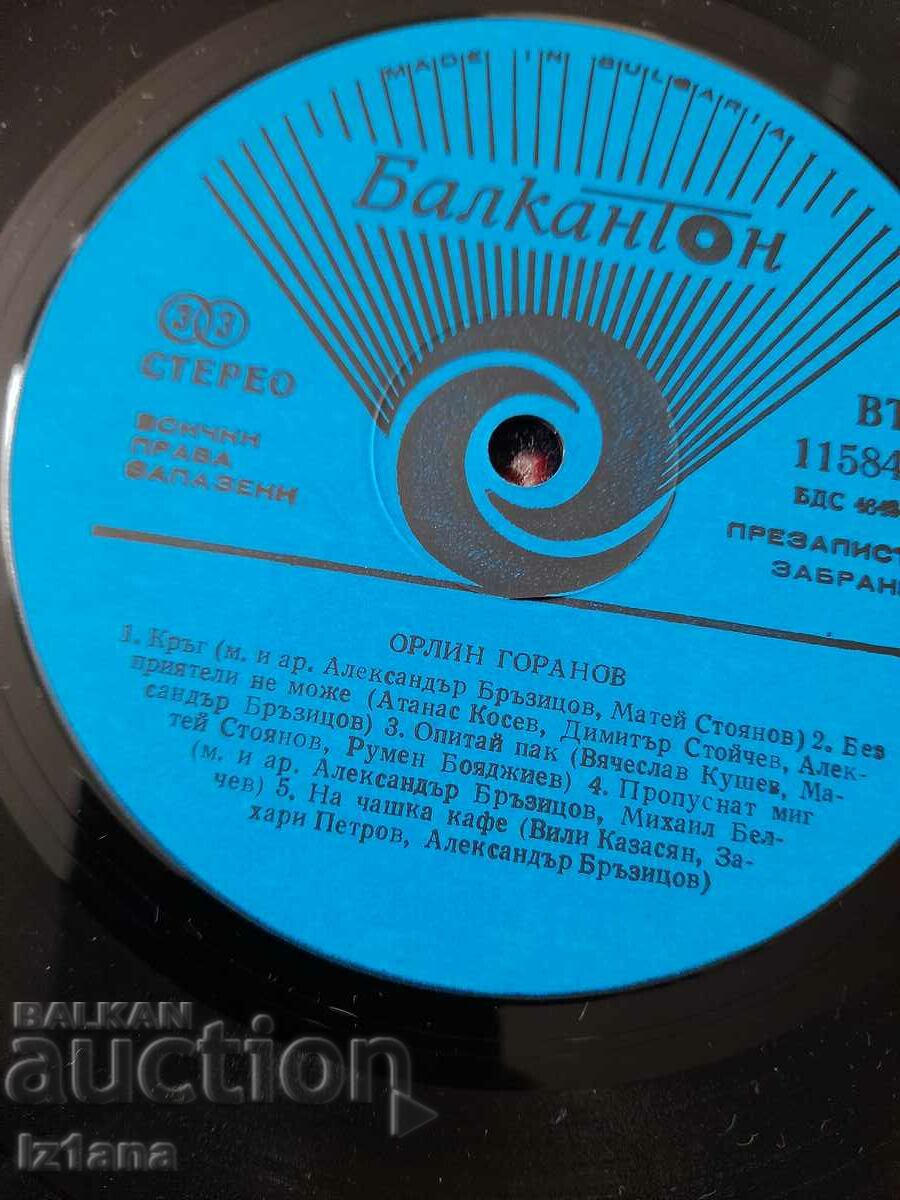 MADE IN BULGARIA
Балкантон
33
СТЕРЕО
ВСИЧКИ
ПРАВА
ЗАПАЗЕНИ
ВТ
11584
БДС
ПРЕЗАПИСТ
ЗАБРАН
ОРЛИН ГОРАНОВ
1. Кръг (м. и ар. Александър Бръзицов, Матей Стоянов) 2. Без
приятели не може (Атанас Косев, Димитър Стойчев, Алек-
сандър Бръзицов) 3. Опитай пак (Вячеслав Кушев, Ма-
тей Стоянов, Румен Бояджиев) 4. Пропуснат миг
(м. и ар. Александър Бръзицов, Михаил Бел-
чев) 5. На чашка кафе (Вили Казасян, За-
хари Петров, Александър Бръзицов)
BALKAN
auction
Iz1ana